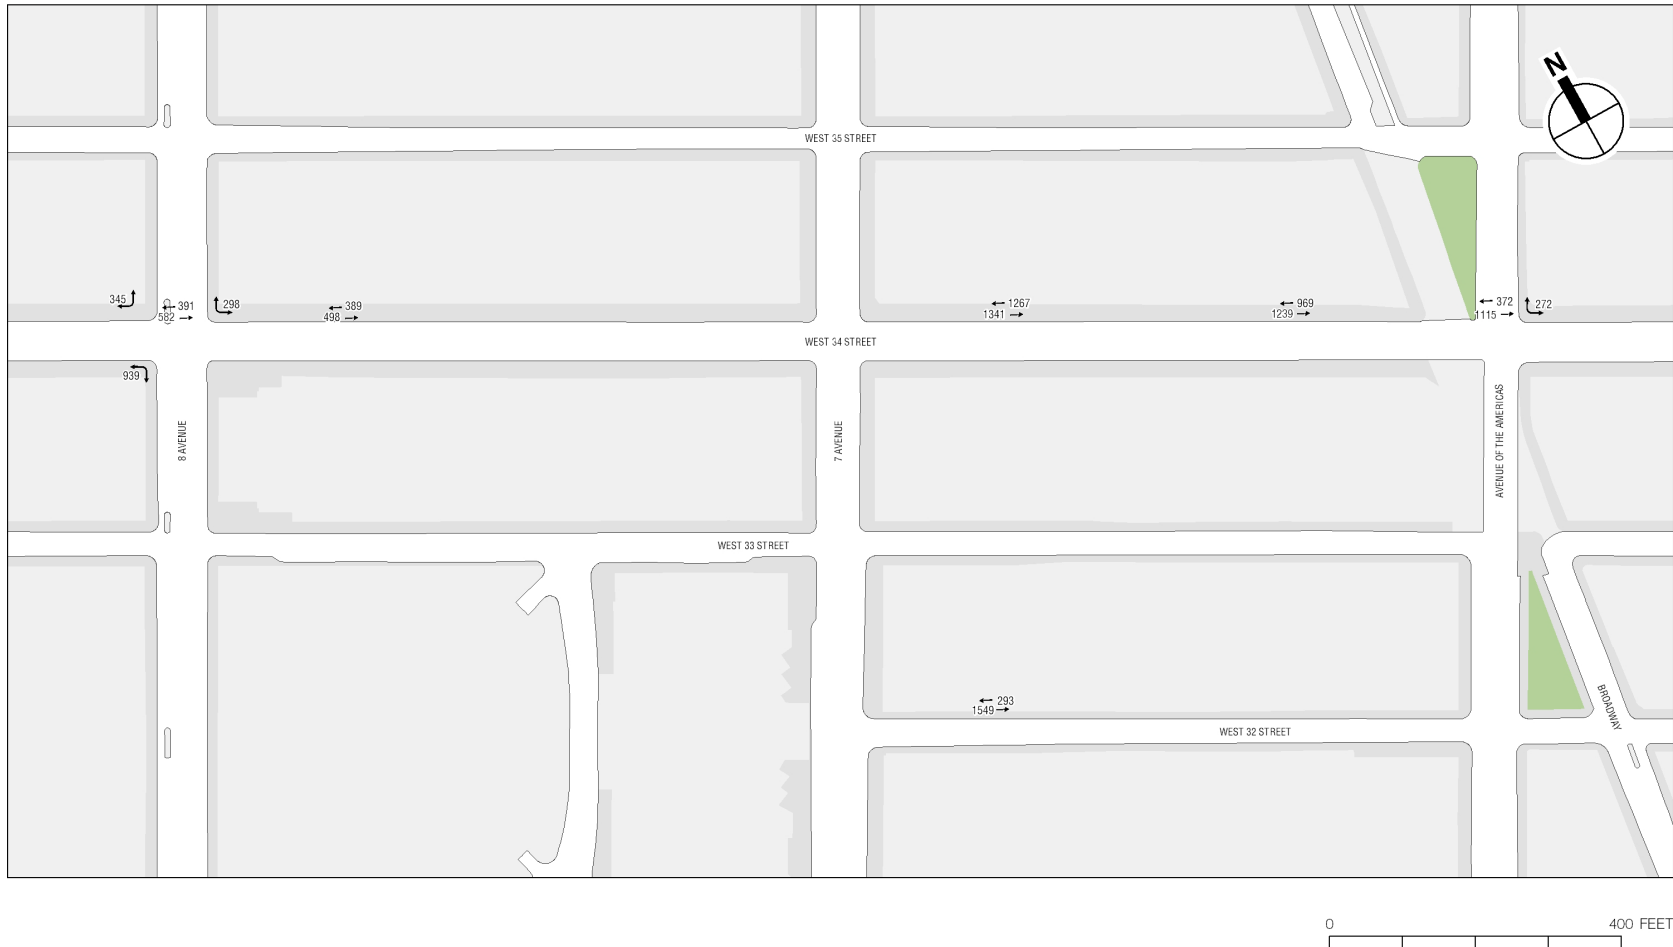 N
WEST 35 STREET
345
391
582
298
389
498
1267
1341
969
1239
372
1115
272
WEST 34 STREET
939
8 AVENUE
7 AVENUE
AVENUE OF THE AMERICAS
WEST 33 STREET
293
1549
BROADWAY
WEST 32 STREET
0
400 FEET